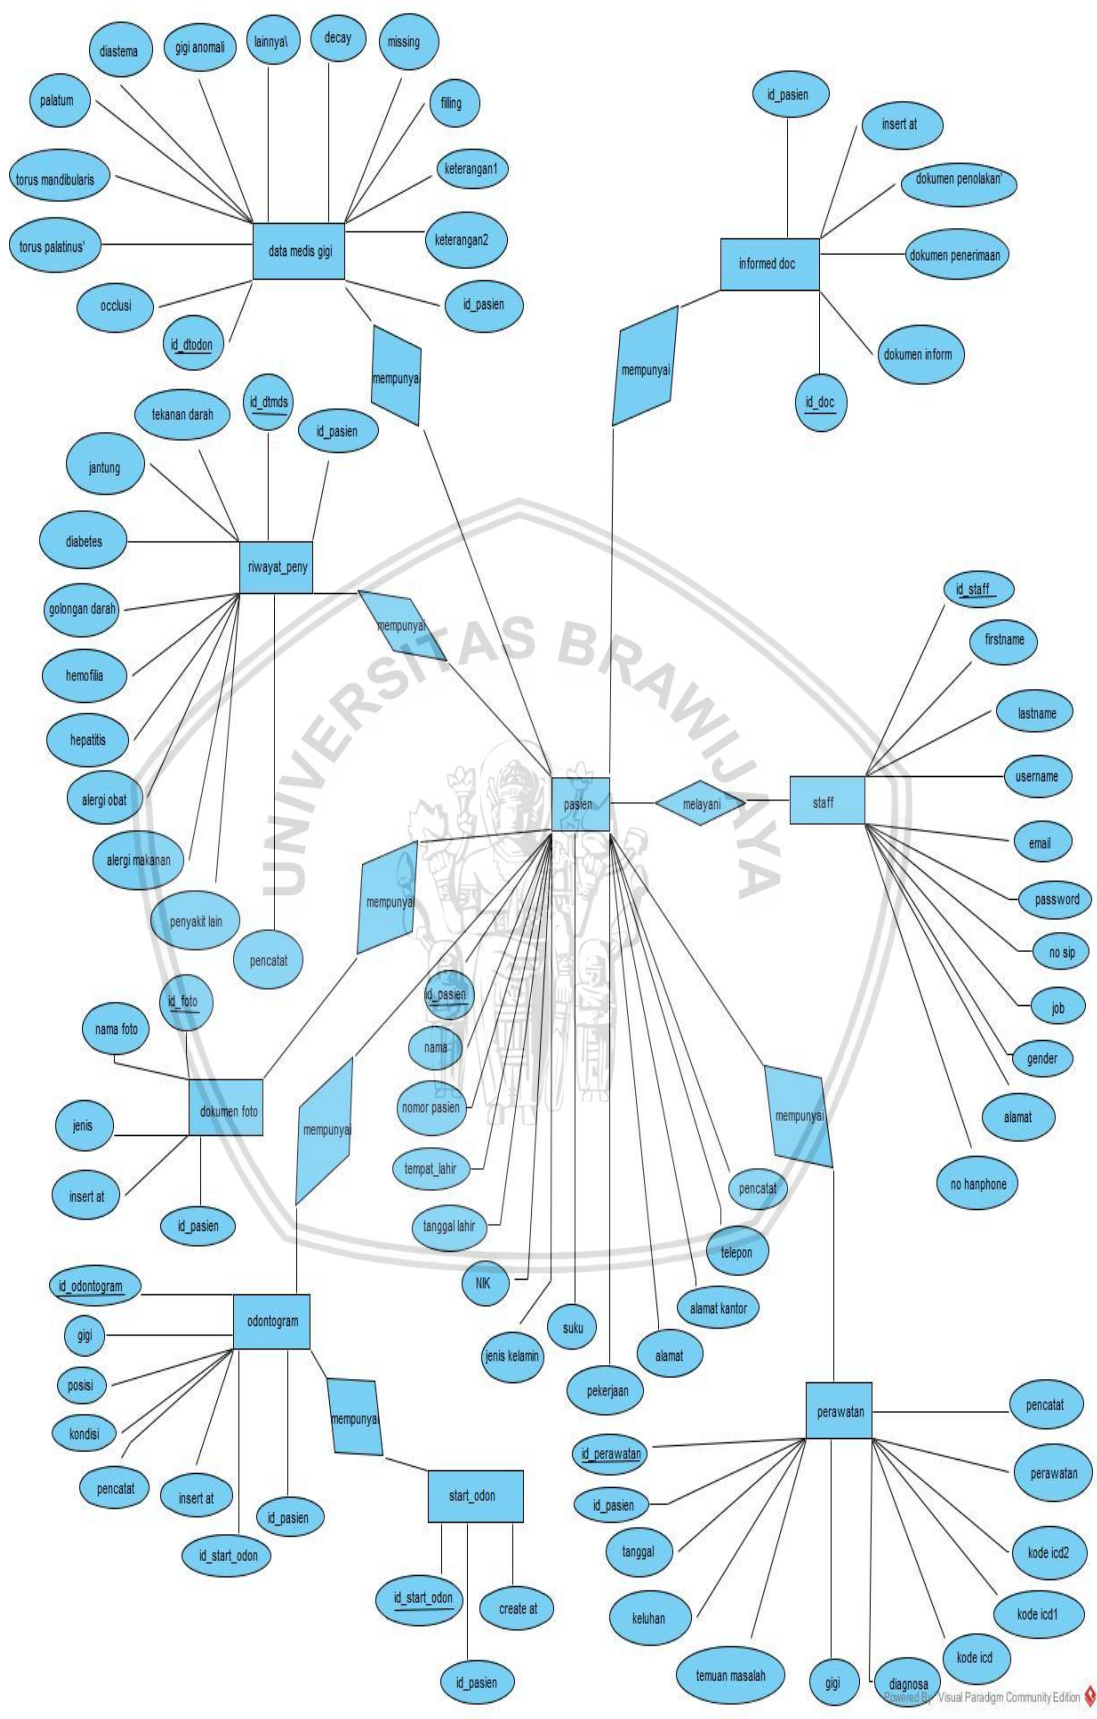 diastema
gigi anomali
lainnya\
decay
missing
palatum
filling
torus mandibularis
keterangan1
torus palatinus'
data medis gigi
keterangan2
occlusi
id_pasien
id_dtodon
mempunyai
id_pasien
insert at
dokumen penolakan'
informed doc
dokumen penerimaan
mempunyai
dokumen inform
id_doc
tekanan darah
id_dtmds
id_pasien
jantung
diabetes
riwayat_peny
golongan darah
mempunyai
hemofilia
hepatitis
alergi obat
alergi makanan
penyakit lain
pencatat
UNIVERSITAS BRAWIJAYA
id_staff
firstname
lastname
username
pasien
melayani
staff
email
password
no sip
job
gender
alamat
no hanphone
mempunyai
id_foto
nama foto
dokumen foto
jenis
insert at
id_pasien
mempunyai
id_pasien
nama
nomor pasien
tempat_lahir
tanggal lahir
NIK
jenis kelamin
suku
pekerjaan
alamat
alamat kantor
telepon
pencatat
mempunyai
id_odontogram
odontogram
gigi
posisi
kondisi
pencatat
insert at
id_start_odon
id_pasien
mempunyai
start_odon
id_start_odon
create at
id_pasien
perawatan
pencatat
id_perawatan
perawatan
id_pasien
tanggal
kode icd2
keluhan
kode icd1
temuan masalah
kode icd
gigi
diagnosa
Powered By Visual Paradigm Community Edition